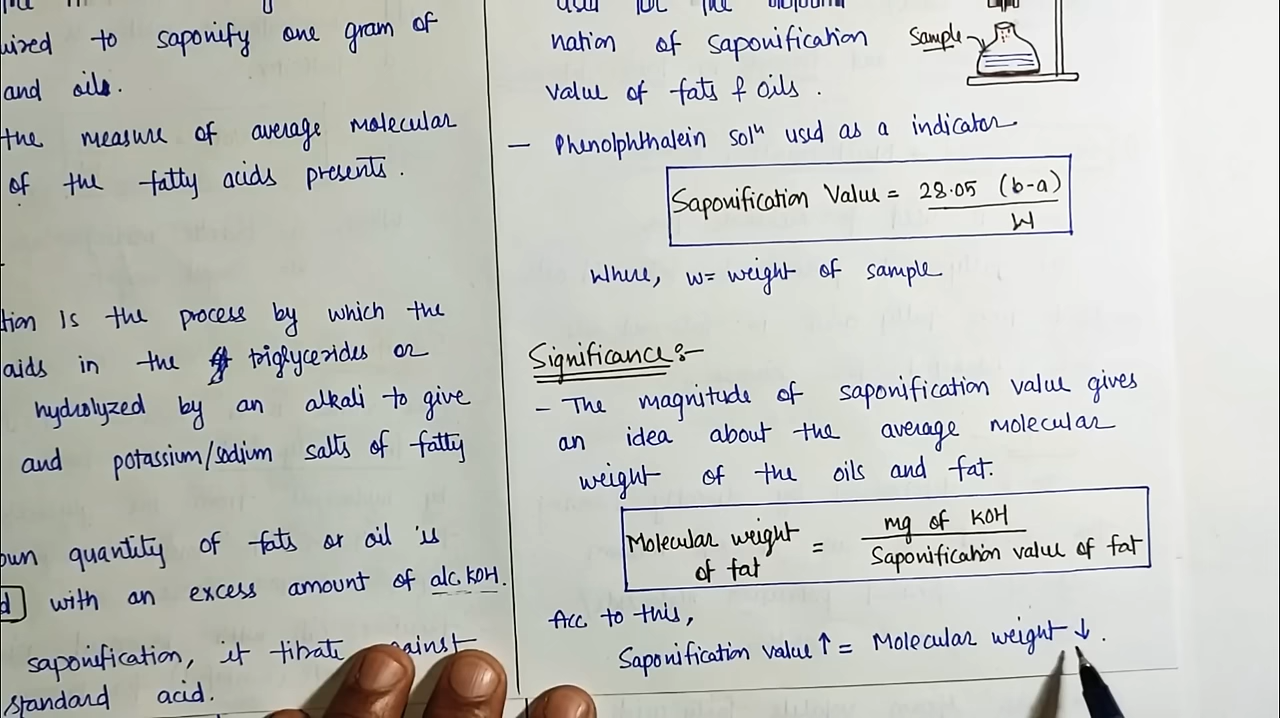 uired to saponify one gram of
and oils.
the measure of average molecular
of the fatty acids presents.
tion is the process by which the
aids in the triglycerides or
hydrolyzed by an alkali to give
and potassium/sodium salts of fatty
own quantity of fats or oil is
d with an excess amount of alc. KOH.
saponification, it titrate against
standard acid.
used for the
nation of saponification
value of fats & oils.
Sample
— Phenolphthalein solⁿ used as a indicator
Saponification Value = 28.05 (b-a)
W
Where, w= weight of sample
Significance:-
- The magnitude of saponification value gives
an idea about the average molecular
weight of the oils and fat.
Molecular weight of fat = mg of KOH
Saponification value of fat
Acc to this,
Saponification value ↑ = Molecular weight ↓.